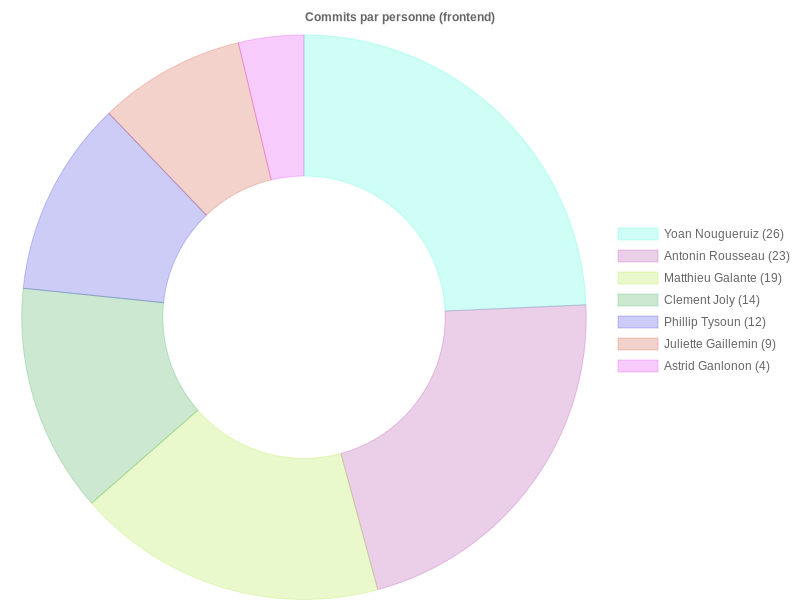 Commits par personne (frontend)
Yoan Nougueruiz (26)
Antonin Rousseau (23)
Matthieu Galante (19)
Clement Joly (14)
Phillip Tysoun (12)
Juliette Gaillemin (9)
Astrid Ganlonon (4)